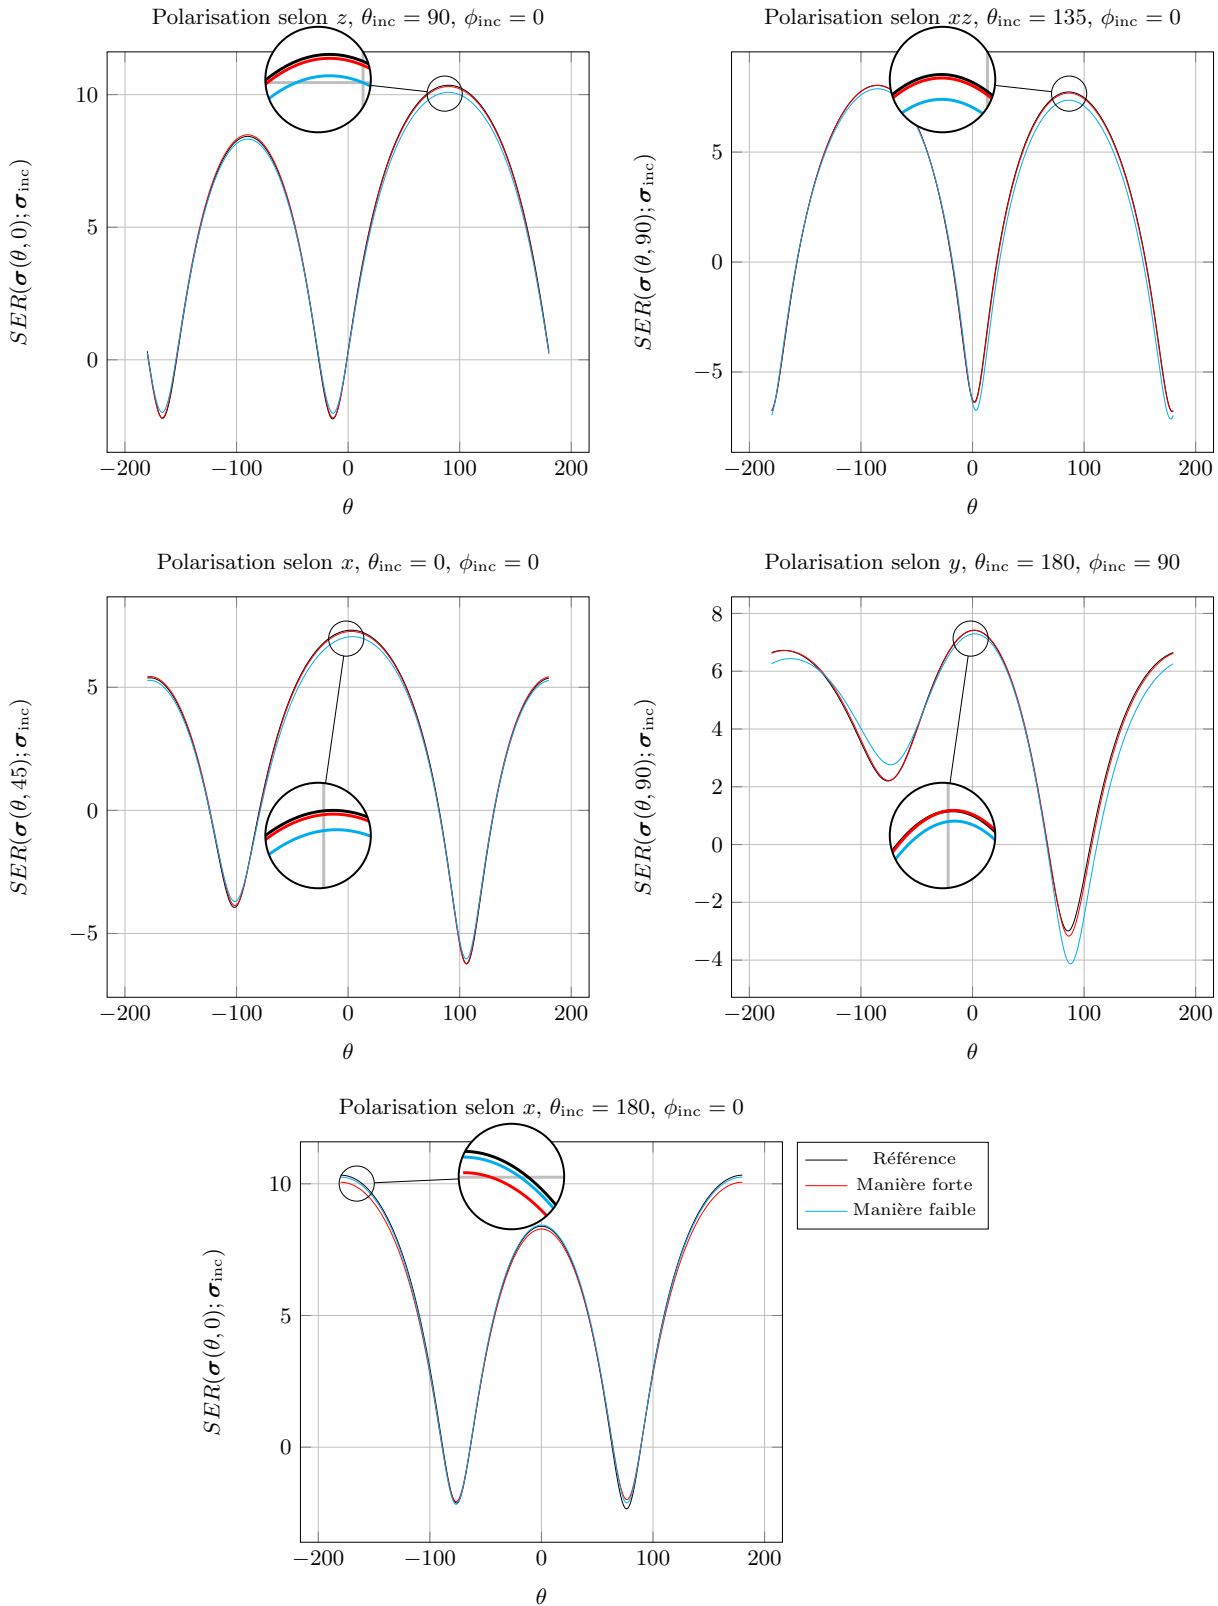 Polarisation selon z, θinc = 90, ϕinc = 0
SER(σ(θ, 0); σinc)
10
5
0
−200
−100
0
100
200
θ
Polarisation selon xz, θinc = 135, ϕinc = 0
SER(σ(θ, 90); σinc)
5
0
−5
−200
−100
0
100
200
θ
Polarisation selon x, θinc = 0, ϕinc = 0
SER(σ(θ, 45); σinc)
5
0
−5
−200
−100
0
100
200
θ
Polarisation selon y, θinc = 180, ϕinc = 90
SER(σ(θ, 90); σinc)
8
6
4
2
0
−2
−4
−200
−100
0
100
200
θ
Polarisation selon x, θinc = 180, ϕinc = 0
SER(σ(θ, 0); σinc)
10
5
0
−200
−100
0
100
200
θ
Référence
Manière forte
Manière faible